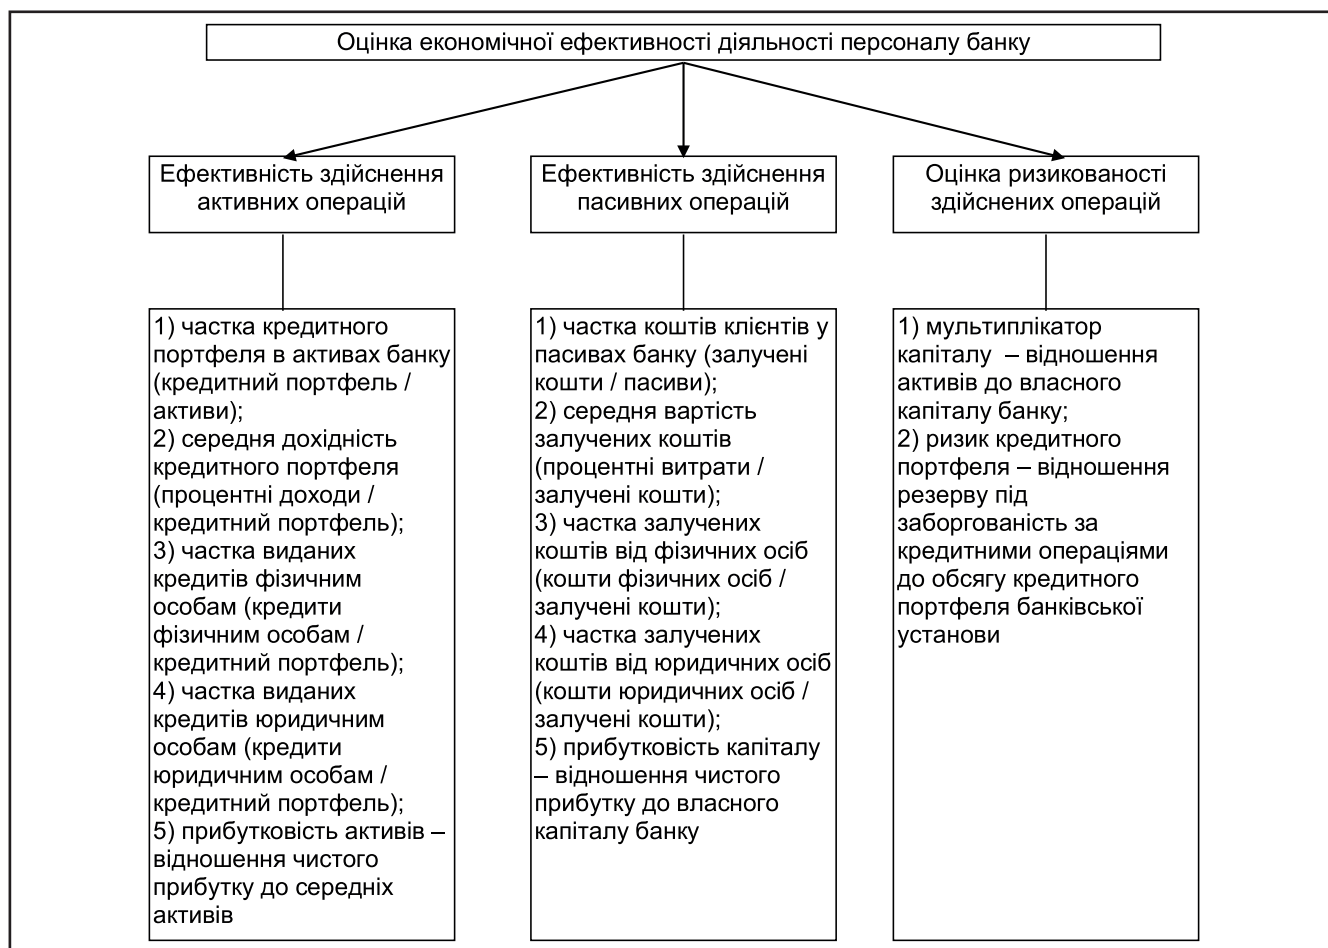 Оцінка економічної ефективності діяльності персоналу банку
Ефективність здійснення
активних операцій
Ефективність здійснення
пасивних операцій
Оцінка ризикованості
здійснених операцій
1) частка кредитного
портфеля в активах банку
(кредитний портфель /
активи);
2) середня дохідність
кредитного портфеля
(процентні доходи /
кредитний портфель);
3) частка виданих
кредитів фізичним
особам (кредити
фізичним особам /
кредитний портфель);
4) частка виданих
кредитів юридичним
особам (кредити
юридичним особам /
кредитний портфель);
5) прибутковість активів –
відношення чистого
прибутку до середніх
активів
1) частка коштів клієнтів у
пасивах банку (залучені
кошти / пасиви);
2) середня вартість
залучених коштів
(процентні витрати /
залучені кошти);
3) частка залучених
коштів від фізичних осіб
(кошти фізичних осіб /
залучені кошти);
4) частка залучених
коштів від юридичних осіб
(кошти юридичних осіб /
залучені кошти);
5) прибутковість капіталу
– відношення чистого
прибутку до власного
капіталу банку
1) мультиплікатор
капіталу – відношення
активів до власного
капіталу банку;
2) ризик кредитного
портфеля – відношення
резерву під
заборгованість за
кредитними операціями
до обсягу кредитного
портфеля банківської
установи